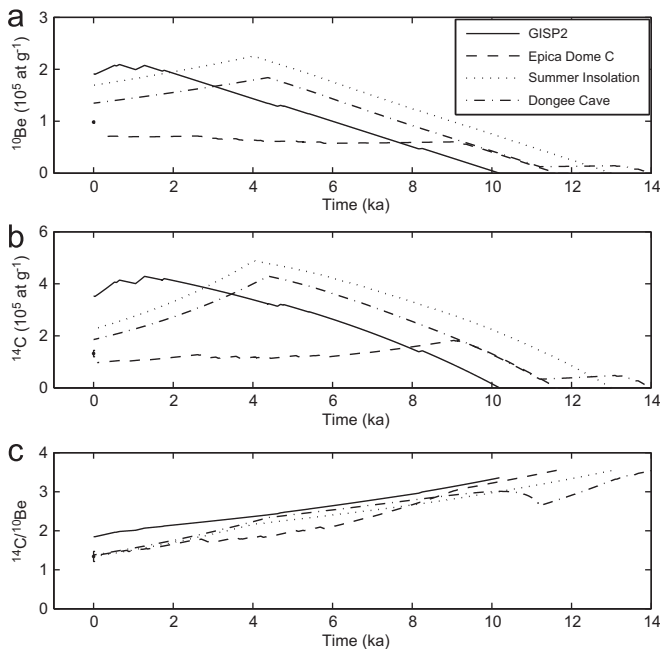 a
3
2
1
0
¹⁰Be (10⁵ at g⁻¹)
GISP2
Epica Dome C
Summer Insolation
Dongee Cave
0 2 4 6 8 10 12 14
Time (ka)
b
6
4
2
0
¹⁴C (10⁵ at g⁻¹)
0 2 4 6 8 10 12 14
Time (ka)
c
4
3
2
1
0
¹⁴C/¹⁰Be
0 2 4 6 8 10 12 14
Time (ka)